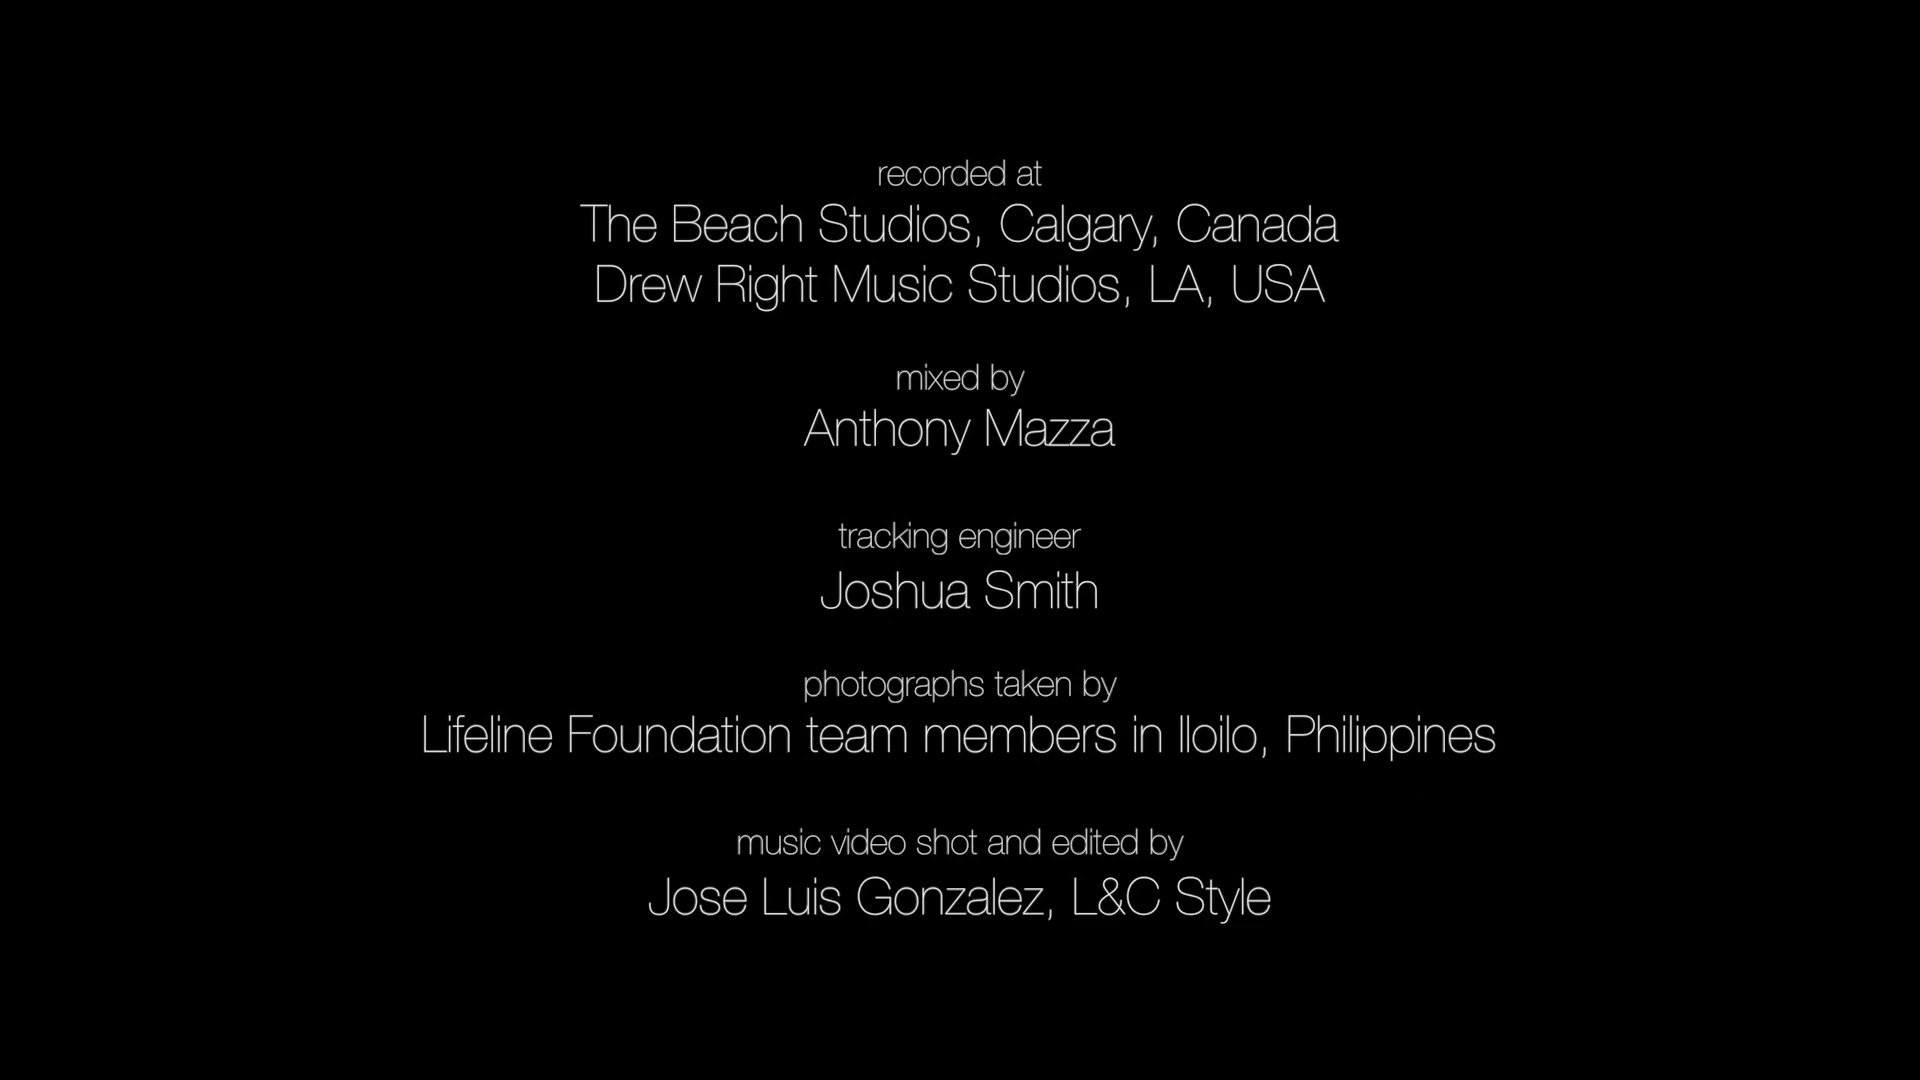 recorded at
The Beach Studios, Calgary, Canada
Drew Right Music Studios, LA, USA
mixed by
Anthony Mazza
tracking engineer
Joshua Smith
photographs taken by
Lifeline Foundation team members in Iloilo, Philippines
music video shot and edited by
Jose Luis Gonzalez, L&C Style